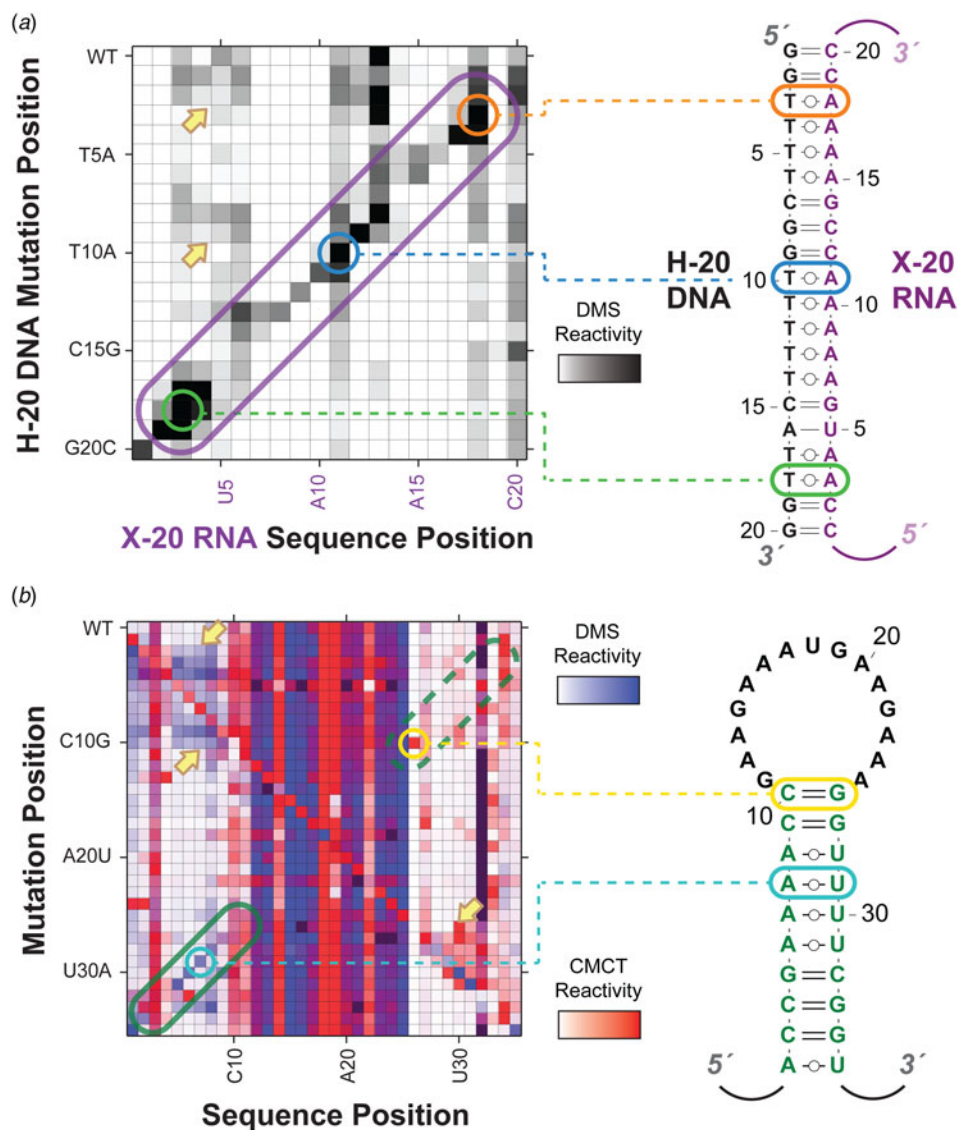 (a)
WT
T5A
T10A
C15G
G20C
H-20 DNA Mutation Position
U5
A10
A15
C20
X-20 RNA Sequence Position
DMS
Reactivity
5´
3´
G C 20
G C
T A
T A
5 T A
T A 15
C G
G C
G C
10 T A
T A 10
T A
T A
T A
15 C G
A U 5
T A
T A
G C
20 G C
3´
5´
H-20
DNA
X-20
RNA
(b)
WT
C10G
A20U
U30A
Mutation Position
C10
A20
U30
Sequence Position
DMS
Reactivity
CMCT
Reactivity
G A A G A A A U G A A G A A A
20
10
C G
C G
A U
A U
A U 30
A U
G C
C G
C G
A U
5´
3´